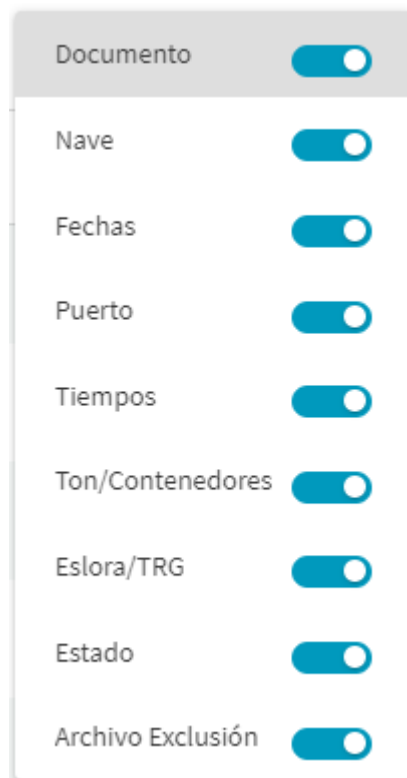 Documento
Nave
Fechas
Puerto
Tiempos
Ton/Contenedores
Eslora/TRG
Estado
Archivo Exclusión